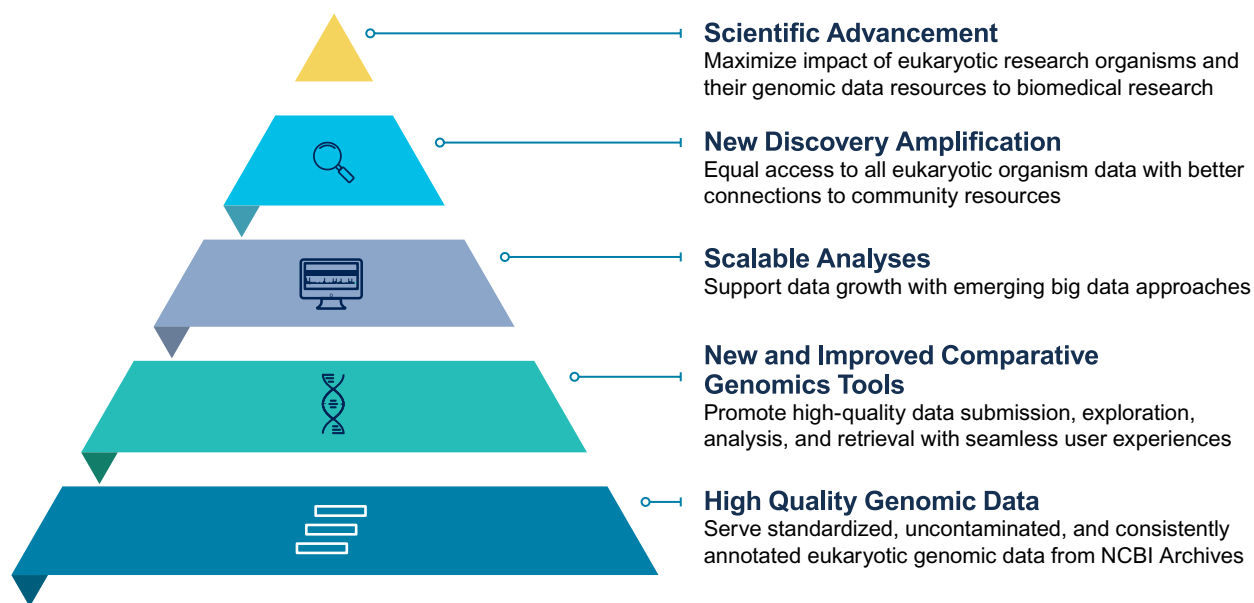 Scientific Advancement
Maximize impact of eukaryotic research organisms and
their genomic data resources to biomedical research
New Discovery Amplification
Equal access to all eukaryotic organism data with better
connections to community resources
Scalable Analyses
Support data growth with emerging big data approaches
New and Improved Comparative
Genomics Tools
Promote high-quality data submission, exploration,
analysis, and retrieval with seamless user experiences
High Quality Genomic Data
Serve standardized, uncontaminated, and consistently
annotated eukaryotic genomic data from NCBI Archives